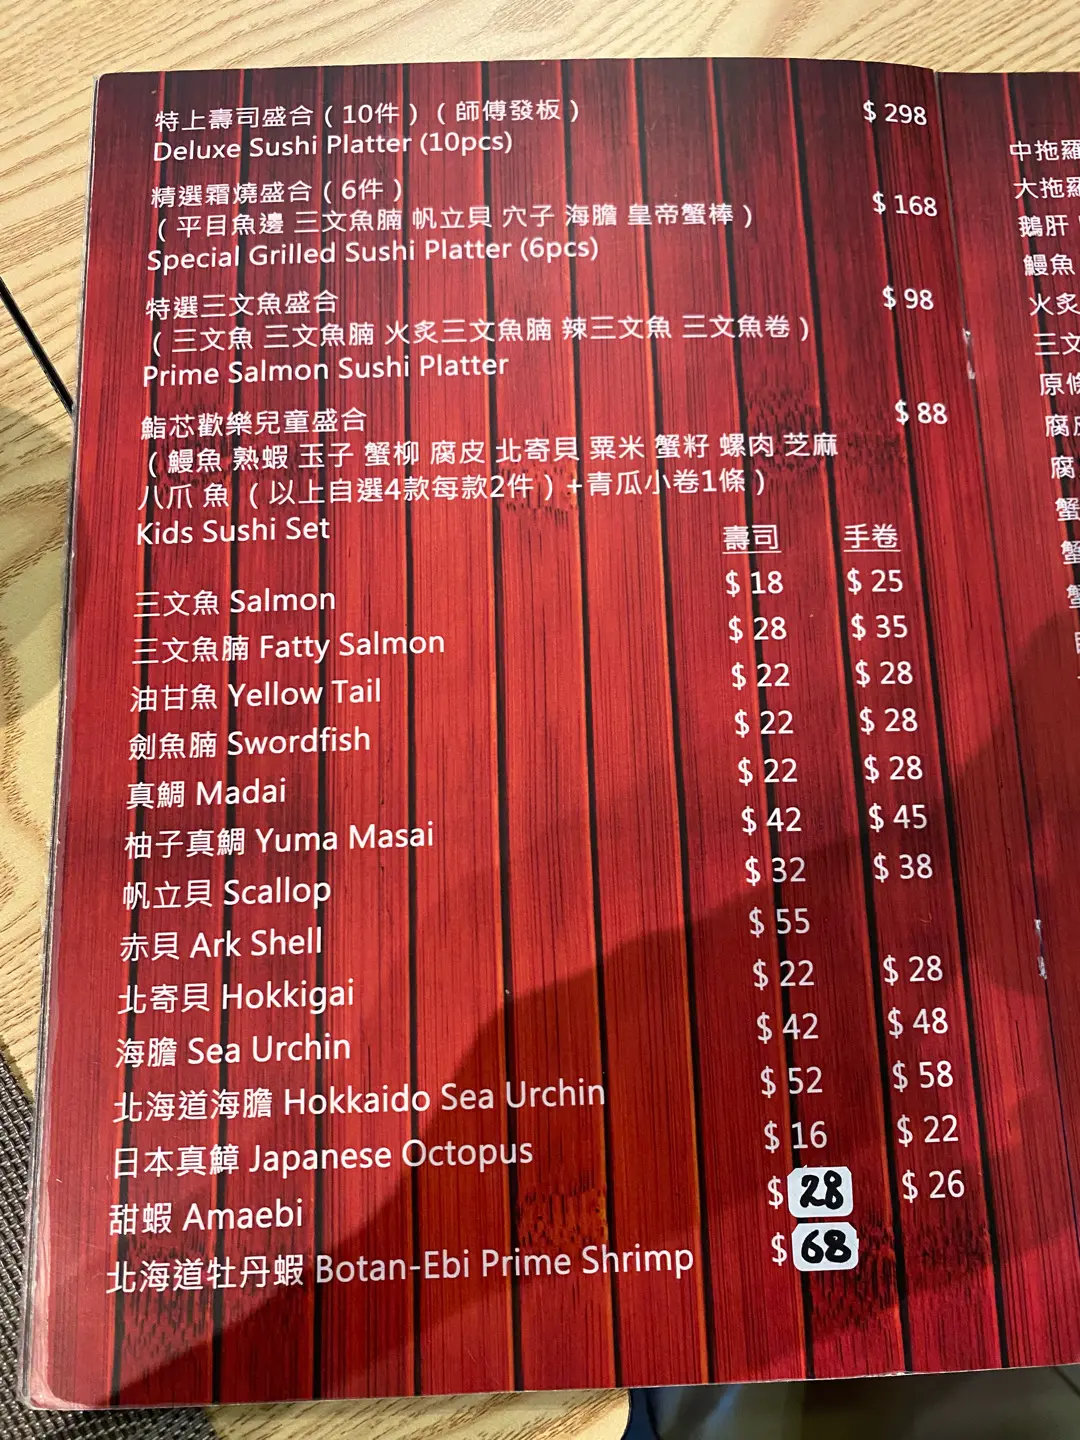 特上壽司盛合（10件）（師傅發板） $ 298
Deluxe Sushi Platter (10pcs)
精選霜燒盛合（6件）
（平目魚邊 三文魚腩 帆立貝 穴子 海膽 皇帝蟹棒） $ 168
Special Grilled Sushi Platter (6pcs)
特選三文魚盛合 $ 98
（三文魚 三文魚腩 火炙三文魚腩 辣三文魚 三文魚卷）
Prime Salmon Sushi Platter
鮨芯歡樂兒童盛合 $ 88
（鰻魚 熟蝦 玉子 蟹柳 腐皮 北寄貝 粟米 蟹籽 螺肉 芝麻
八爪 魚 （以上自選4款每款2件）+青瓜小卷1條）
Kids Sushi Set
壽司 手卷
三文魚 Salmon $ 18 $ 25
三文魚腩 Fatty Salmon $ 28 $ 35
油甘魚 Yellow Tail $ 22 $ 28
劍魚腩 Swordfish $ 22 $ 28
真鯛 Madai $ 22 $ 28
柚子真鯛 Yuma Masai $ 42 $ 45
帆立貝 Scallop $ 32 $ 38
赤貝 Ark Shell $ 55
北寄貝 Hokkigai $ 22 $ 28
海膽 Sea Urchin $ 42 $ 48
北海道海膽 Hokkaido Sea Urchin $ 52 $ 58
日本真鱆 Japanese Octopus $ 16 $ 22
甜蝦 Amaebi $ 28 $ 26
北海道牡丹蝦 Botan-Ebi Prime Shrimp $ 68
中拖羅
大拖羅
鵝肝
鰻魚
火炙
三文
原條
腐皮
腐
蟹
蟹
蟹